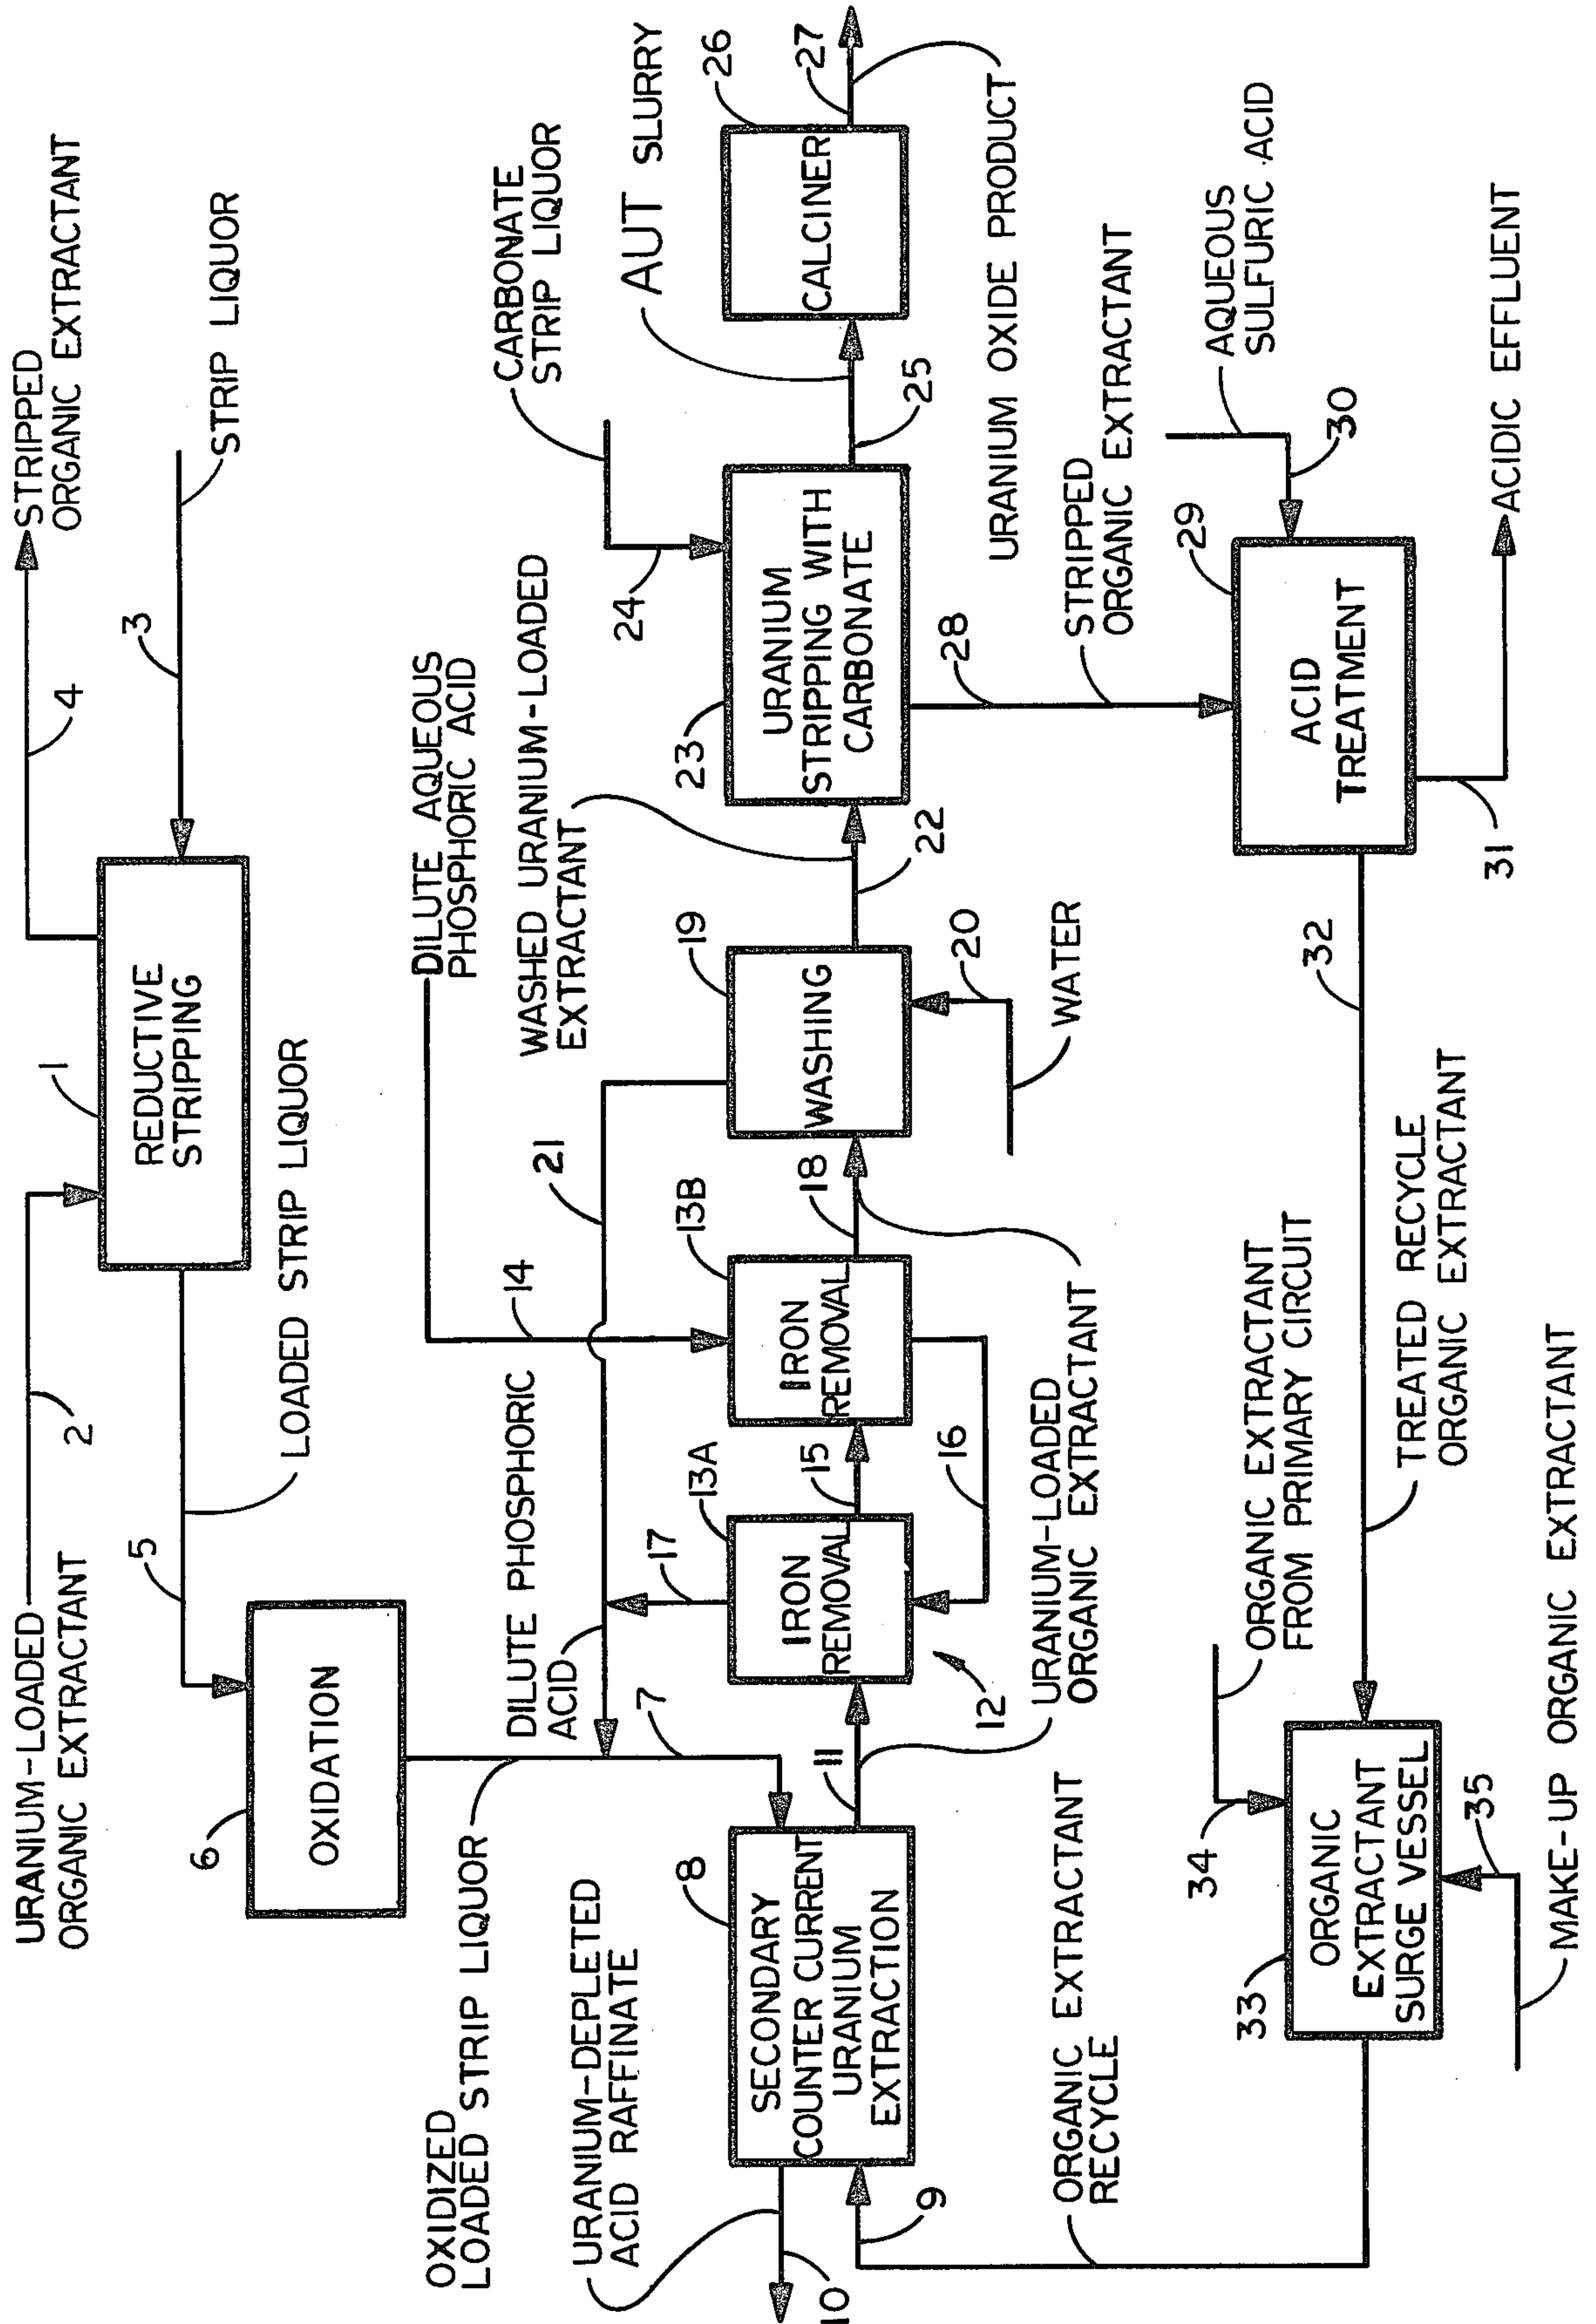 URANIUM-LOADED
ORGANIC EXTRACTANT
2
1
REDUCTIVE
STRIPPING
4
STRIPPED
ORGANIC EXTRACTANT
3
STRIP LIQUOR
5
LOADED STRIP LIQUOR
6
OXIDATION
OXIDIZED
LOADED STRIP LIQUOR
7
DILUTE PHOSPHORIC
ACID
21
14
DILUTE AQUEOUS
PHOSPHORIC ACID
URANIUM-DEPLETED
ACID RAFFINATE
10
8
SECONDARY
COUNTER CURRENT
URANIUM
EXTRACTION
9
ORGANIC EXTRACTANT
RECYCLE
11
12
17
13A
IRON
REMOVAL
15
16
13B
IRON
REMOVAL
18
URANIUM-LOADED
ORGANIC EXTRACTANT
19
WASHING
20
WATER
WASHED URANIUM-LOADED
EXTRACTANT
22
23
URANIUM
STRIPPING WITH
CARBONATE
24
CARBONATE
STRIP LIQUOR
25
AUT SLURRY
26
CALCINER
27
URANIUM OXIDE PRODUCT
28
STRIPPED
ORGANIC EXTRACTANT
29
ACID
TREATMENT
30
AQUEOUS
SULFURIC ACID
31
ACIDIC EFFLUENT
32
TREATED RECYCLE
ORGANIC EXTRACTANT
33
ORGANIC
EXTRACTANT
SURGE VESSEL
34
ORGANIC EXTRACTANT
FROM PRIMARY CIRCUIT
35
MAKE-UP ORGANIC EXTRACTANT